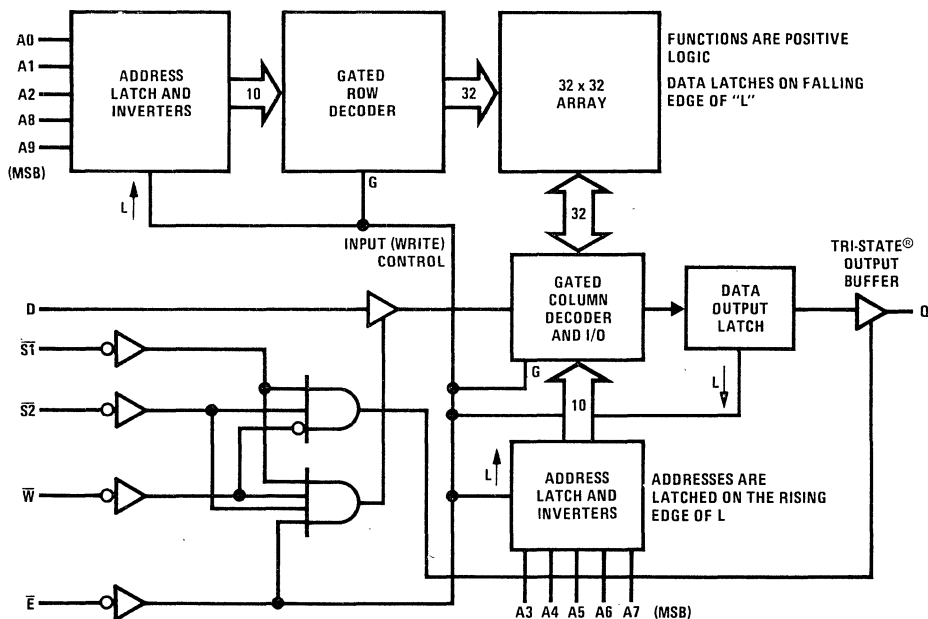 A0
A1
A2
A8
A9
(MSB)
ADDRESS
LATCH AND
INVERTERS
L
10
GATED
ROW
DECODER
G
32
32 x 32
ARRAY
FUNCTIONS ARE POSITIVE
LOGIC
DATA LATCHES ON FALLING
EDGE OF "L"
32
INPUT (WRITE)
CONTROL
D
S1
S2
W
E
GATED
COLUMN
DECODER
AND I/O
G
DATA
OUTPUT
LATCH
L
TRI-STATE®
OUTPUT
BUFFER
Q
10
L
ADDRESS
LATCH AND
INVERTERS
ADDRESSES ARE
LATCHED ON THE RISING
EDGE OF L
A3 A4 A5 A6 A7 (MSB)